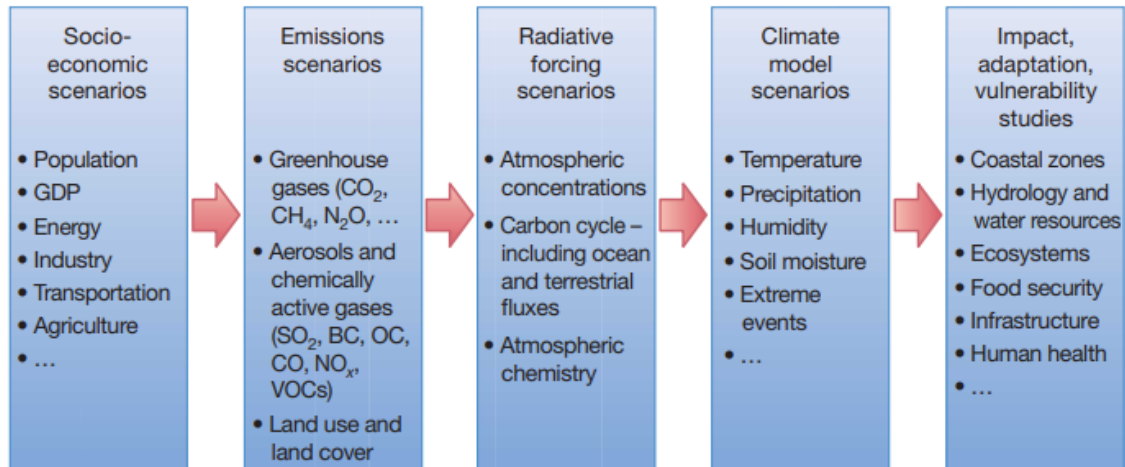 Socio-
economic
scenarios
• Population
• GDP
• Energy
• Industry
• Transportation
• Agriculture
• …
Emissions
scenarios
• Greenhouse
gases (CO₂,
CH₄, N₂O, …
• Aerosols and
chemically
active gases
(SO₂, BC, OC,
CO, NOₓ,
VOCs)
• Land use and
land cover
Radiative
forcing
scenarios
• Atmospheric
concentrations
• Carbon cycle –
including ocean
and terrestrial
fluxes
• Atmospheric
chemistry
Climate
model
scenarios
• Temperature
• Precipitation
• Humidity
• Soil moisture
• Extreme
events
• …
Impact,
adaptation,
vulnerability
studies
• Coastal zones
• Hydrology and
water resources
• Ecosystems
• Food security
• Infrastructure
• Human health
• …